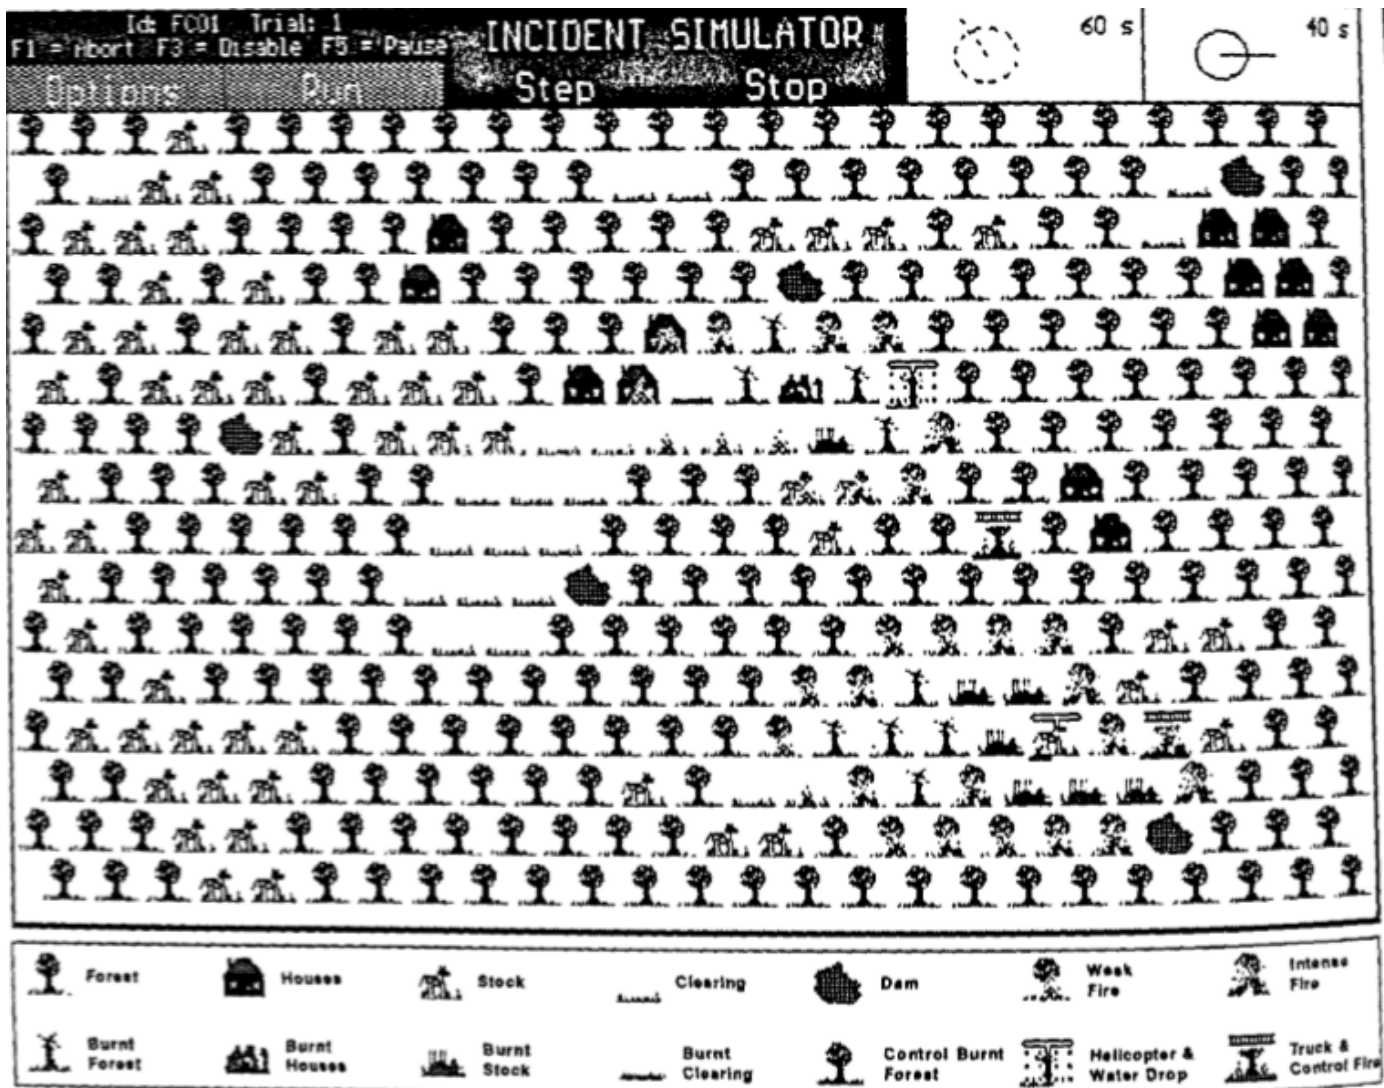 Id: FC01 Trial: 1
F1 = Abort F3 = Disable F5 = Pause
INCIDENT SIMULATOR
60 s
40 s
Options
Run
Step
Stop
Forest
Houses
Stock
Clearing
Dam
Weak
Fire
Intense
Fire
Burnt
Forest
Burnt
Houses
Burnt
Stock
Burnt
Clearing
Control Burnt
Forest
Helicopter &
Water Drop
Truck &
Control Fire